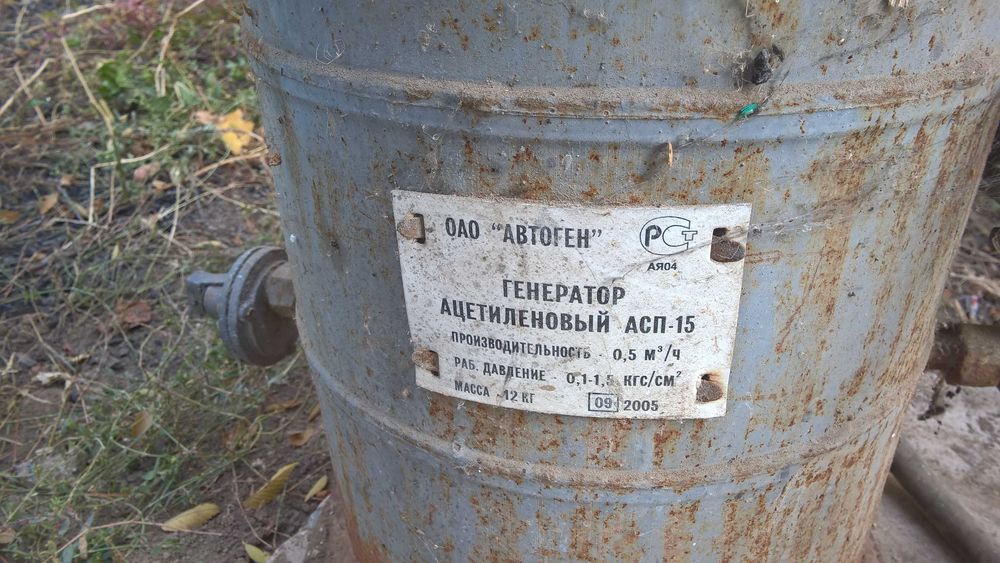 ОАО "АВТОГЕН"
РСТ
АЯ04
ГЕНЕРАТОР
АЦЕТИЛЕНОВЫЙ АСП-15
ПРОИЗВОДИТЕЛЬНОСТЬ 0,5 М³/Ч
РАБ. ДАВЛЕНИЕ 0,1-1,5 КГС/СМ²
МАССА 12 КГ 09 2005